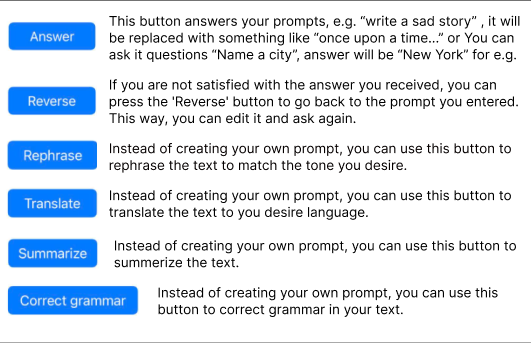 Answer
This button answers your prompts, e.g. “write a sad story” , it will
be replaced with something like “once upon a time...” or You can
ask it questions “Name a city”, answer will be “New York” for e.g.
Reverse
If you are not satisfied with the answer you received, you can
press the 'Reverse' button to go back to the prompt you entered.
This way, you can edit it and ask again.
Rephrase
Instead of creating your own prompt, you can use this button to
rephrase the text to match the tone you desire.
Translate
Instead of creating your own prompt, you can use this button to
translate the text to you desire language.
Summarize
Instead of creating your own prompt, you can use this button to
summerize the text.
Correct grammar
Instead of creating your own prompt, you can use this
button to correct grammar in your text.